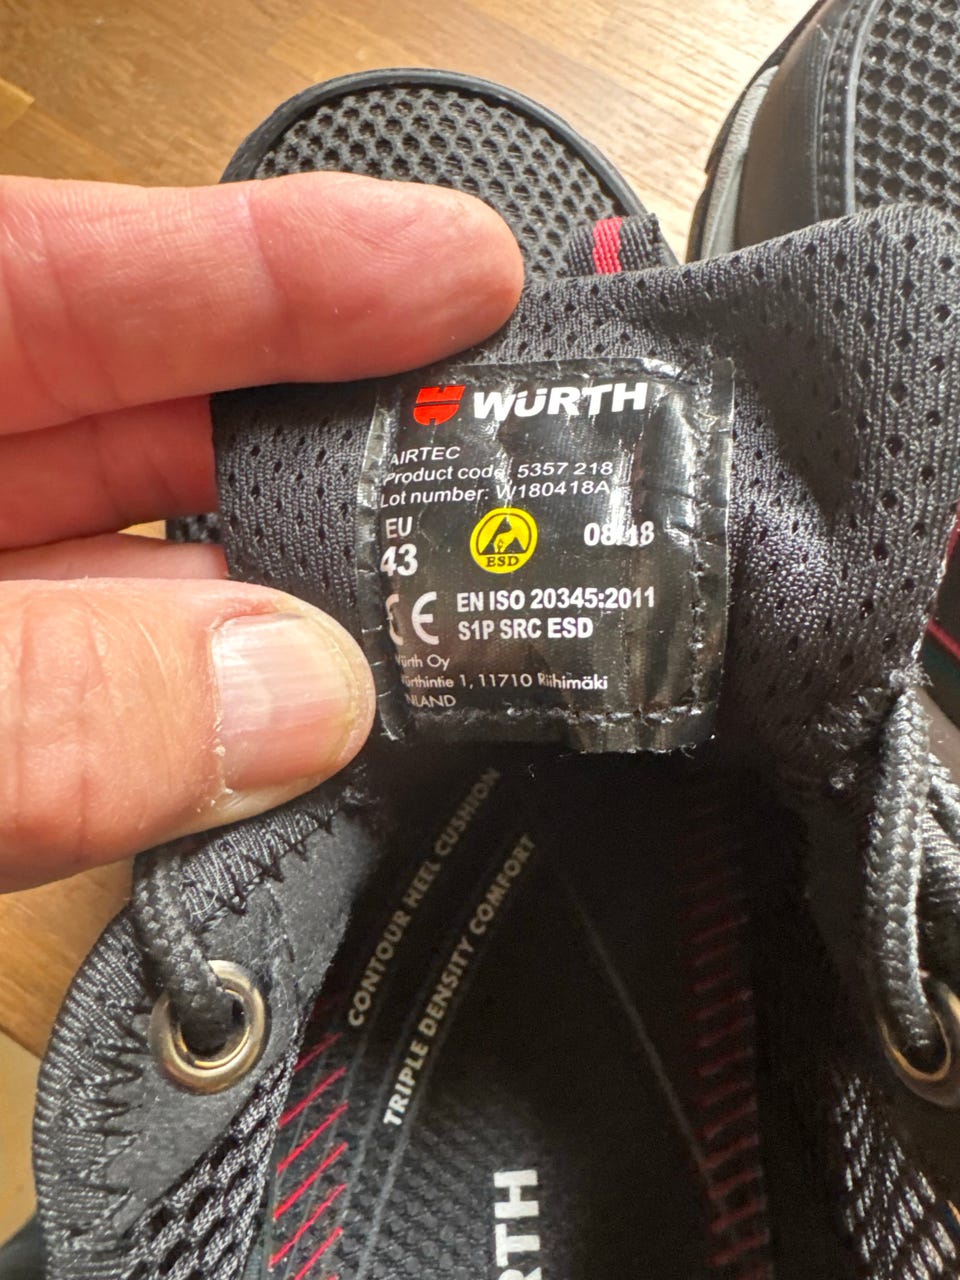 WÜRTH
AIRTEC
Product code: 5357 218
Lot number: W180418A
EU
43
ESD
08/18
CE
EN ISO 20345:2011
S1P SRC ESD
Würth Oy
Würthintie 1, 11710 Riihimäki
FINLAND
CONTOUR HEEL CUSHION
TRIPLE DENSITY COMFORT
RTH